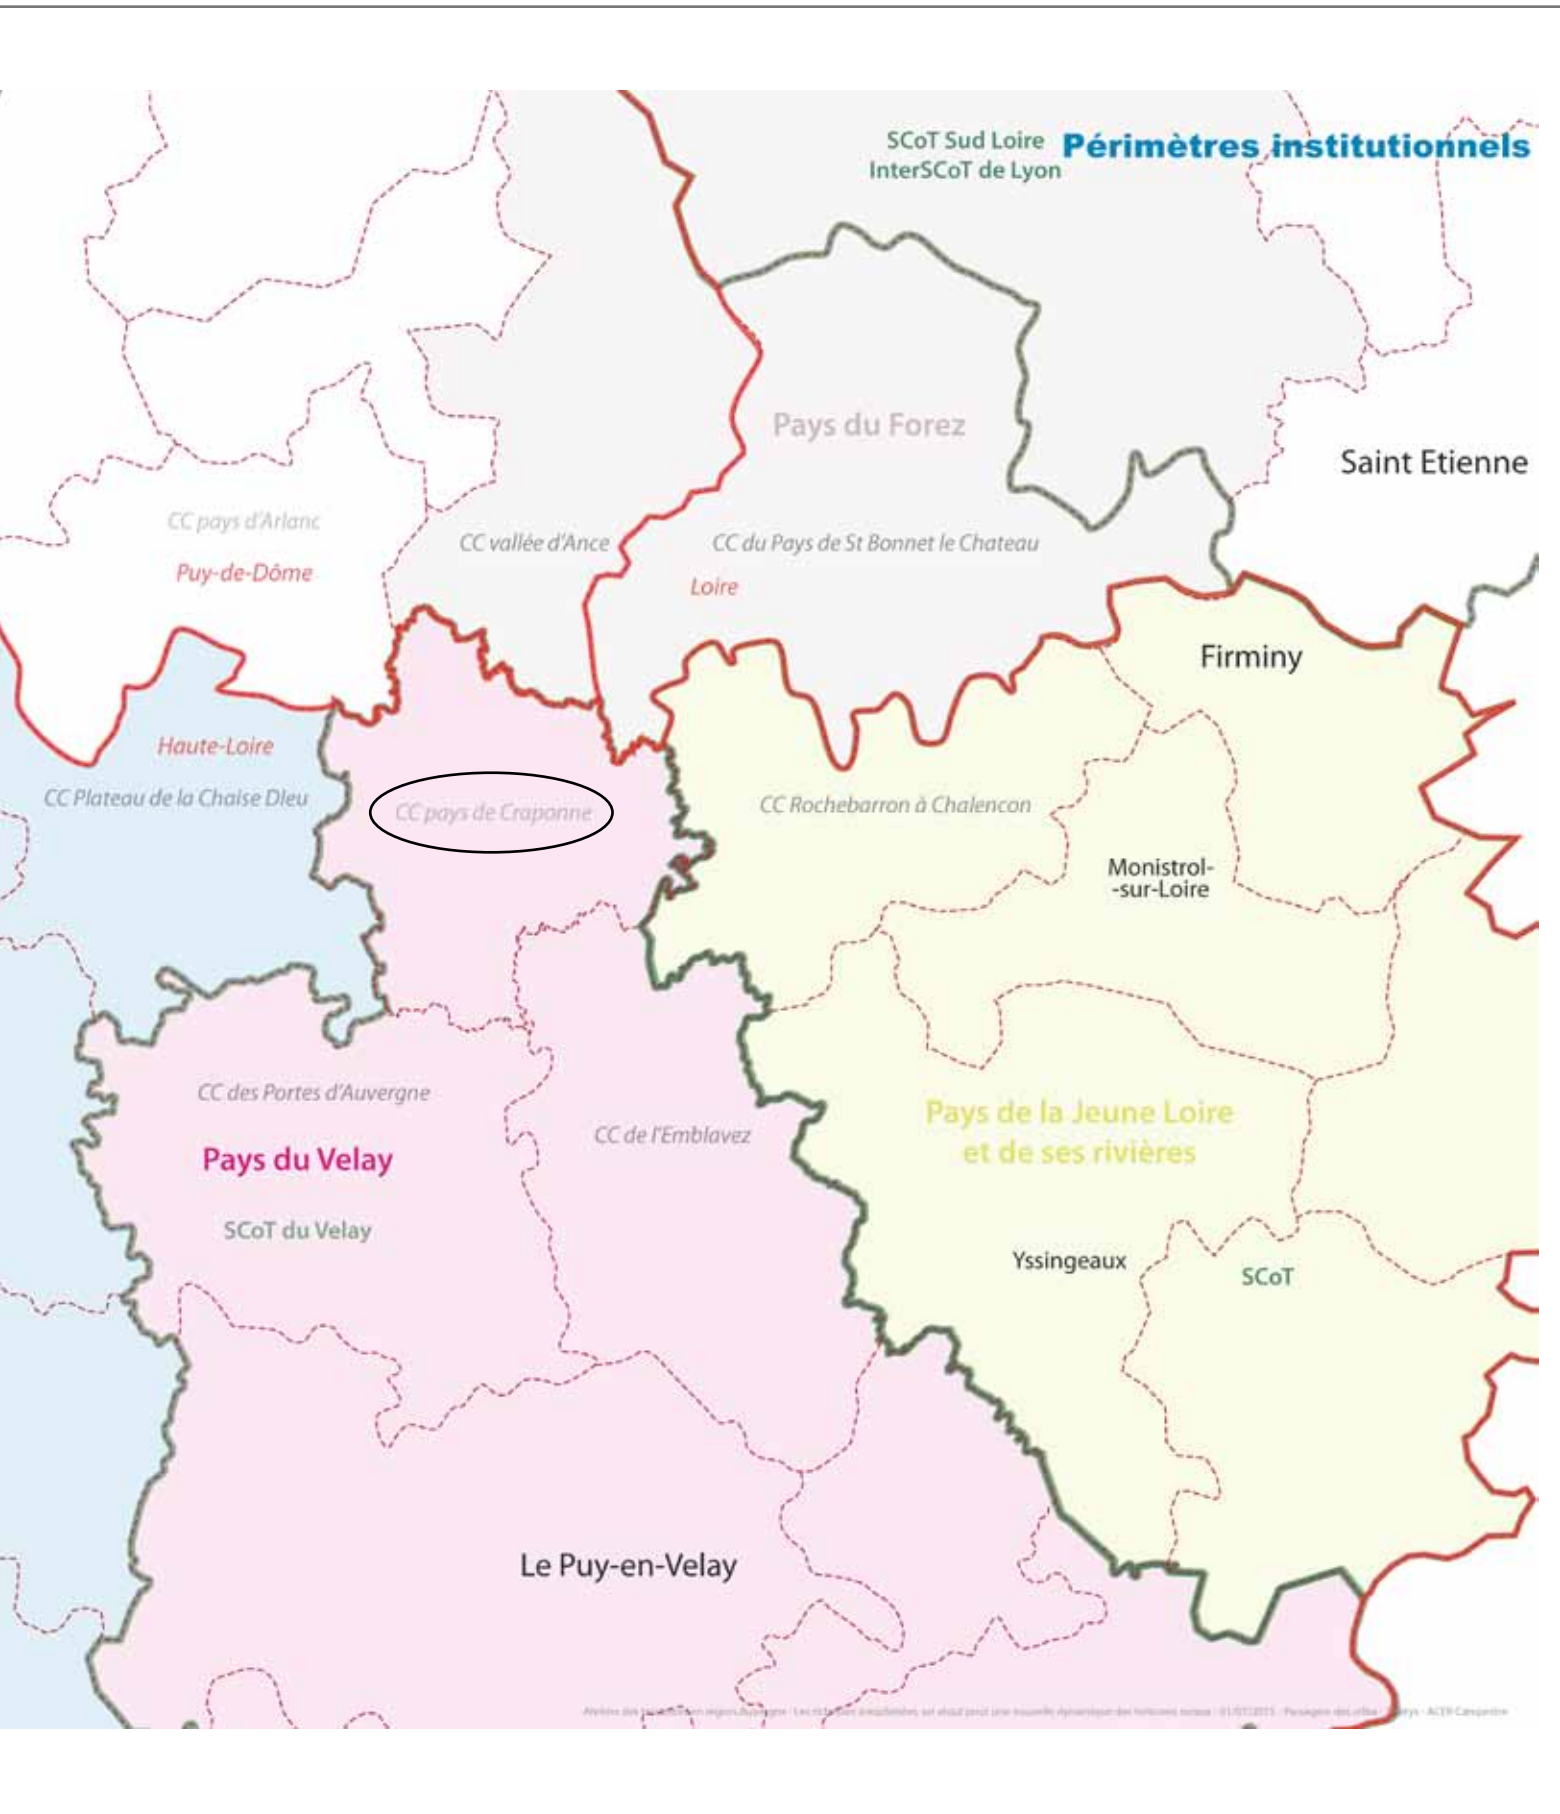 SCoT Sud Loire
InterSCoT de Lyon
Périmètres institutionnels
Pays du Forez
Saint Etienne
CC pays d'Arlanc
CC vallée d'Ance
CC du Pays de St Bonnet le Chateau
Puy-de-Dôme
Loire
Firminy
Haute-Loire
CC Plateau de la Chaise DIeu
CC pays de Craponne
CC Rochebarron à Chalencon
Monistrol-
-sur-Loire
CC des Portes d'Auvergne
Pays de la Jeune Loire
et de ses rivières
CC de l'Emblavez
Pays du Velay
SCoT du Velay
Yssingeaux
SCoT
Le Puy-en-Velay